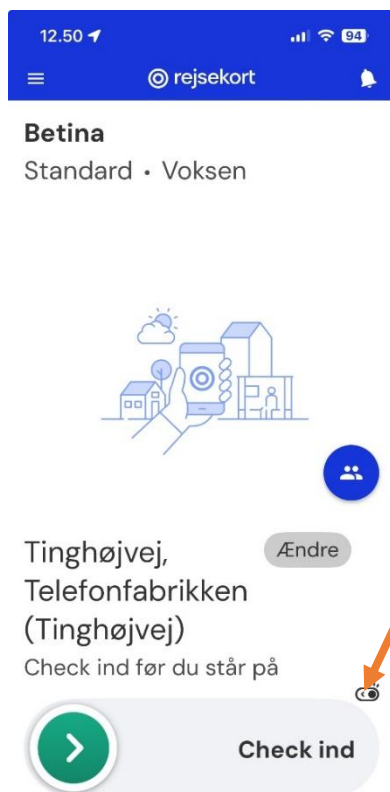 12.50
94
rejsekort
Betina
Standard • Voksen
Tinghøjvej,
Telefonfabrikken
(Tinghøjvej)
Ændre
Check ind før du står på
Check ind